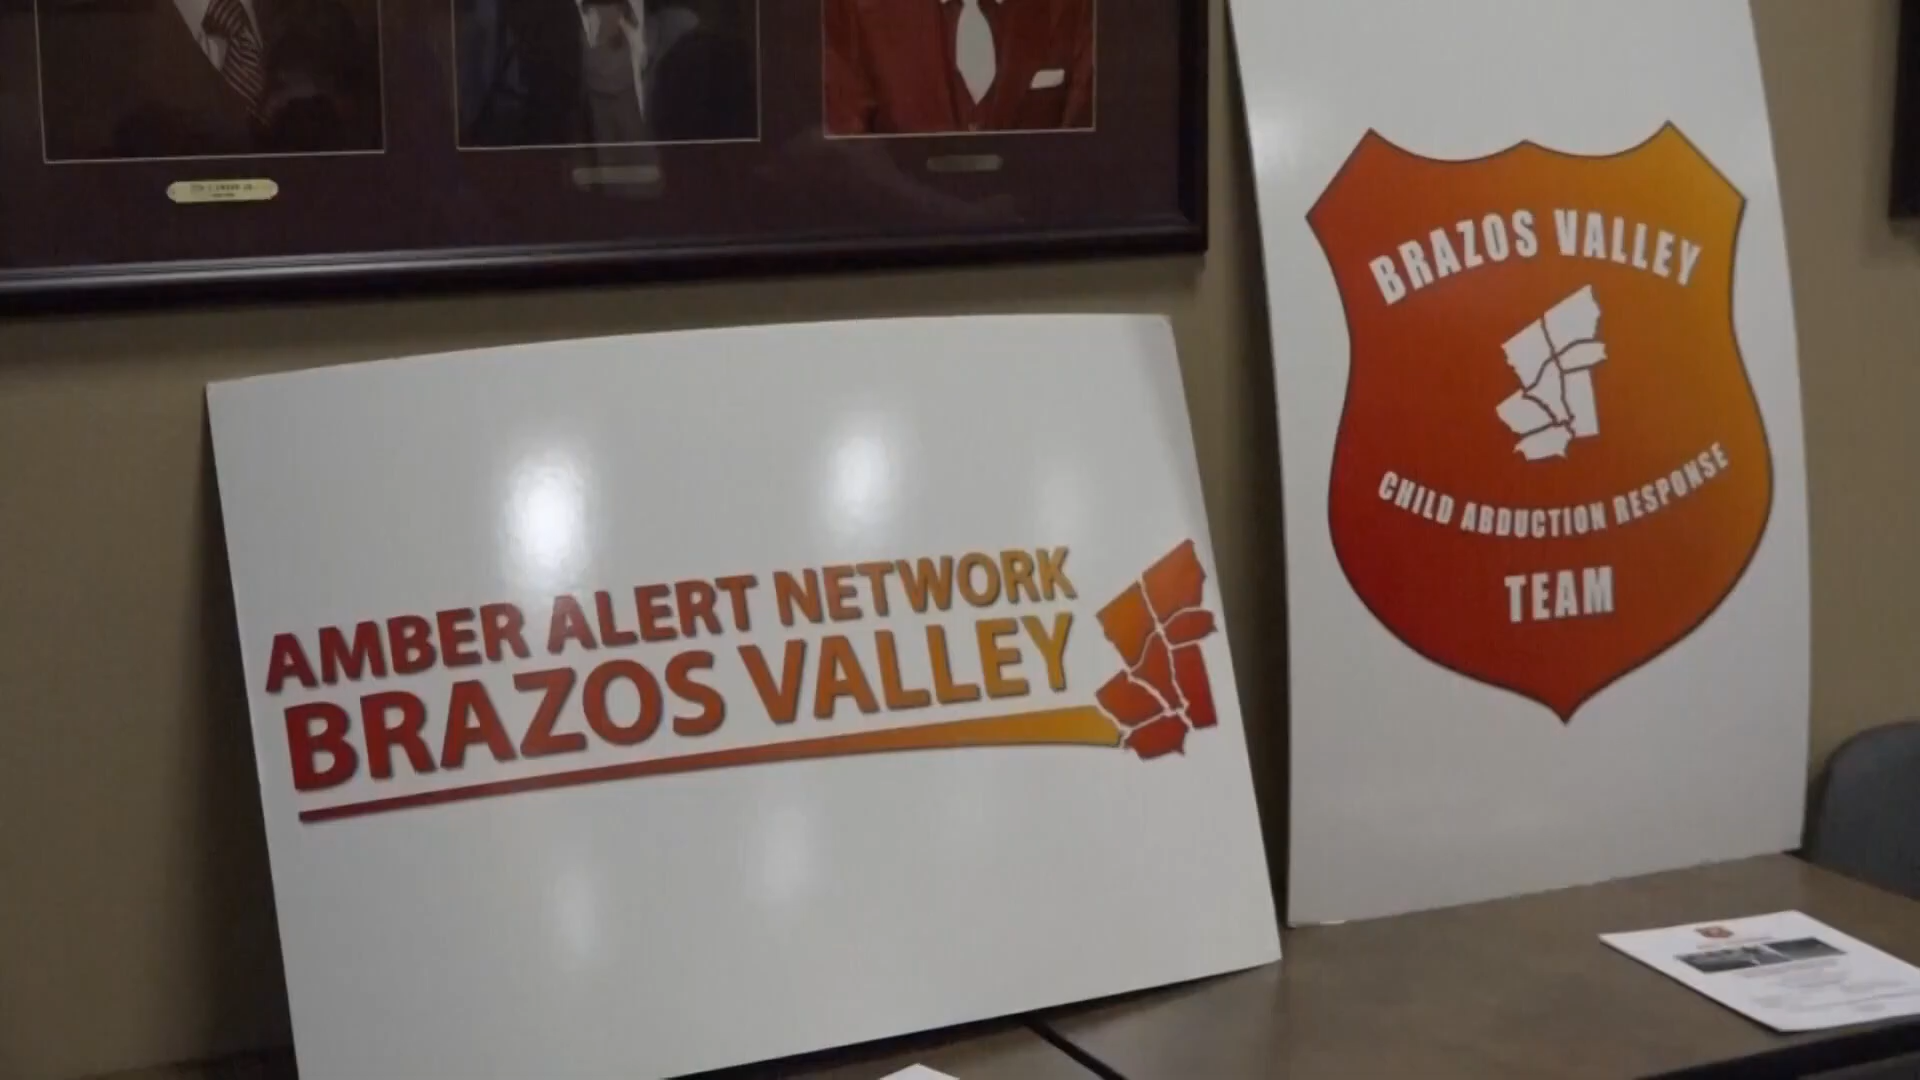 BRAZOS VALLEY
CHILD ABDUCTION RESPONSE
TEAM
AMBER ALERT NETWORK
BRAZOS VALLEY